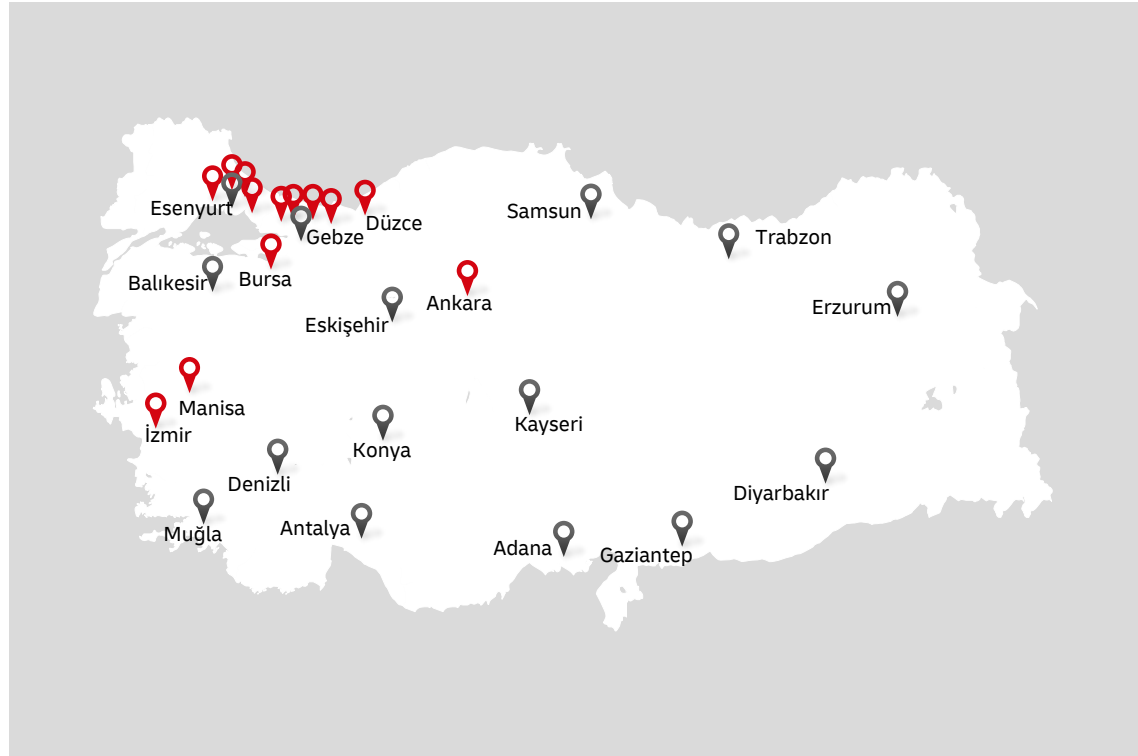 Esenyurt
Samsun
Düzce
Gebze
Trabzon
Balıkesir
Bursa
Ankara
Erzurum
Eskişehir
Manisa
Kayseri
İzmir
Konya
Denizli
Diyarbakır
Antalya
Muğla
Adana
Gaziantep